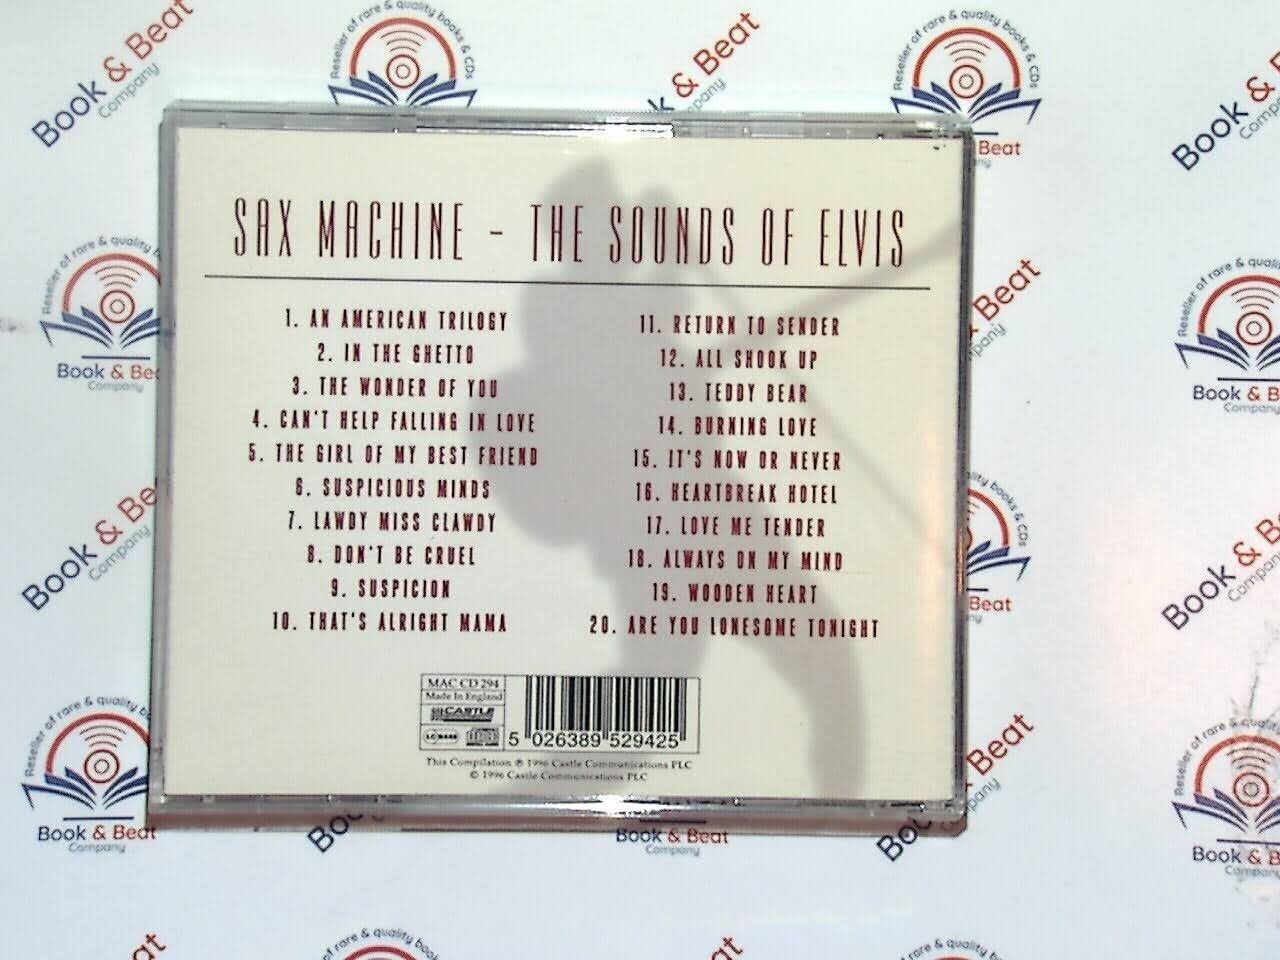 SAX MACHINE - THE SOUNDS OF ELVIS
1. AN AMERICAN TRILOGY
2. IN THE GHETTO
3. THE WONDER OF YOU
4. CAN'T HELP FALLING IN LOVE
5. THE GIRL OF MY BEST FRIEND
6. SUSPICIOUS MINDS
7. LAWDY MISS CLAWDY
8. DON'T BE CRUEL
9. SUSPICION
10. THAT'S ALRIGHT MAMA
11. RETURN TO SENDER
12. ALL SHOOK UP
13. TEDDY BEAR
14. BURNING LOVE
15. IT'S NOW OR NEVER
16. HEARTBREAK HOTEL
17. LOVE ME TENDER
18. ALWAYS ON MY MIND
19. WOODEN HEART
20. ARE YOU LONESOME TONIGHT
MAC CD 294
Made In England
CASTLE
5 026389 529425
This Compilation ℗ 1996 Castle Communications PLC
© 1996 Castle Communications PLC
Book & Beat
Company
Reseller of rare & quality books & CDs